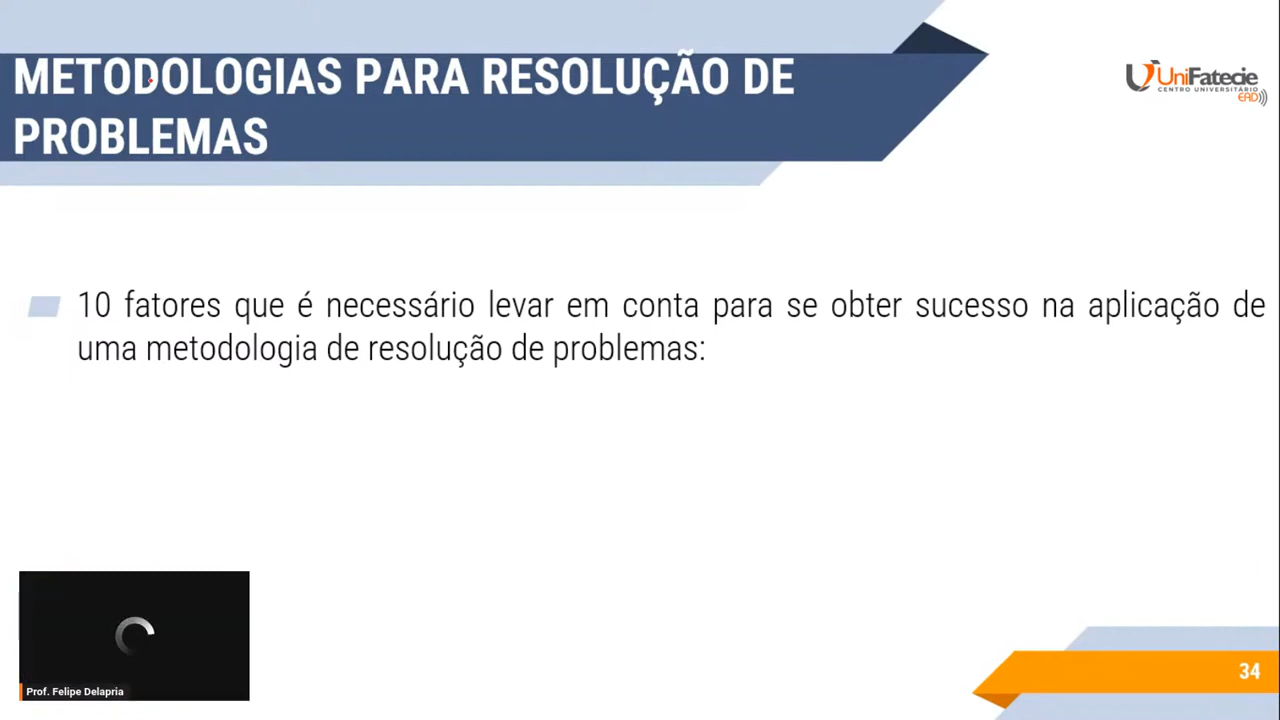 METODOLOGIAS PARA RESOLUÇÃO DE
PROBLEMAS
UniFatecie
CENTRO UNIVERSITÁRIO
EAD
10 fatores que é necessário levar em conta para se obter sucesso na aplicação de
uma metodologia de resolução de problemas:
Prof. Felipe Delapria
34